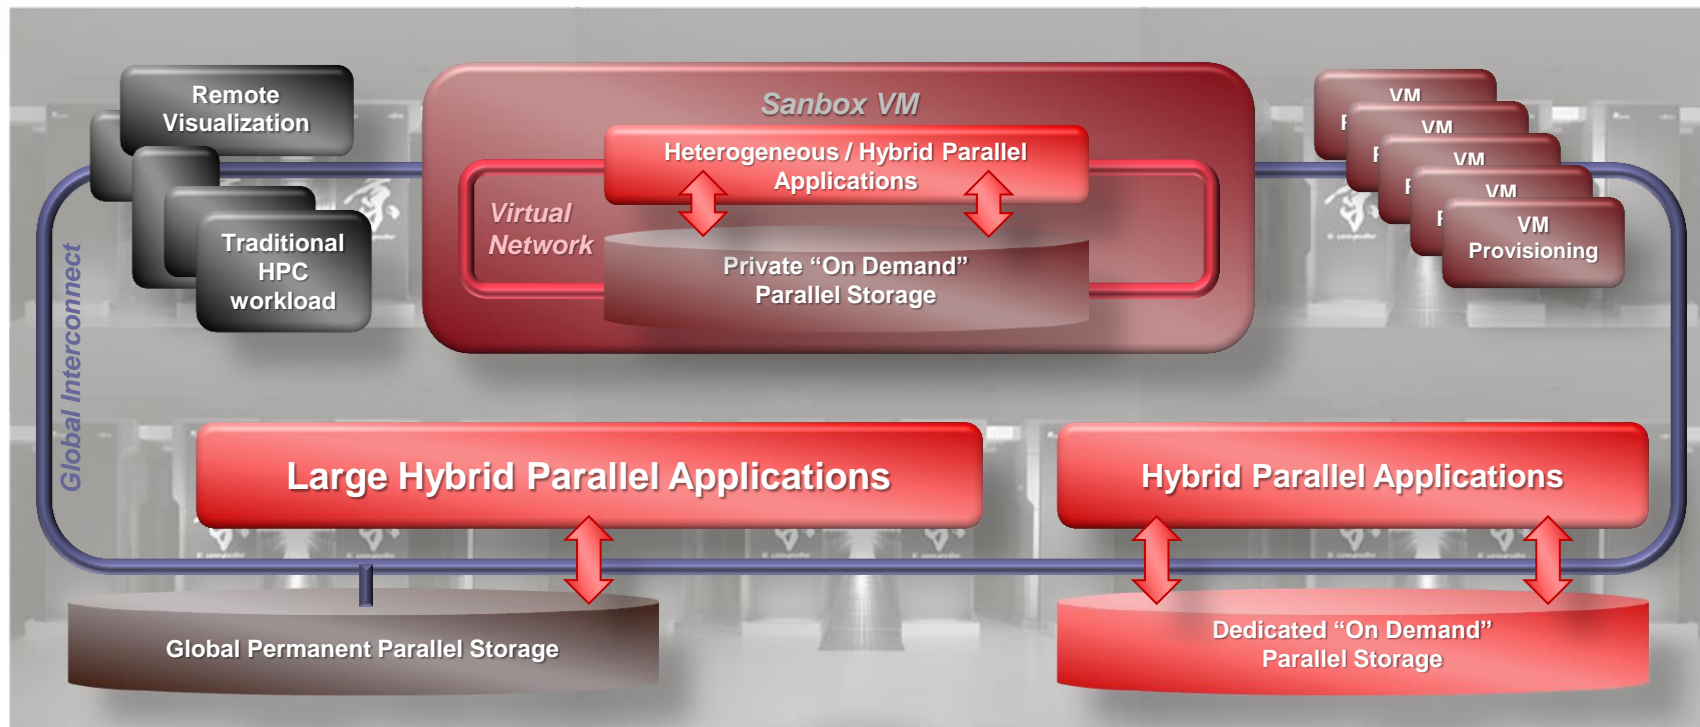 Remote
Visualization
Traditional
HPC
workload
Global Interconnect
Sanbox VM
Heterogeneous / Hybrid Parallel
Applications
Virtual
Network
Private “On Demand”
Parallel Storage
VM
VM
VM
VM
VM
Provisioning
Large Hybrid Parallel Applications
Hybrid Parallel Applications
Global Permanent Parallel Storage
Dedicated “On Demand”
Parallel Storage